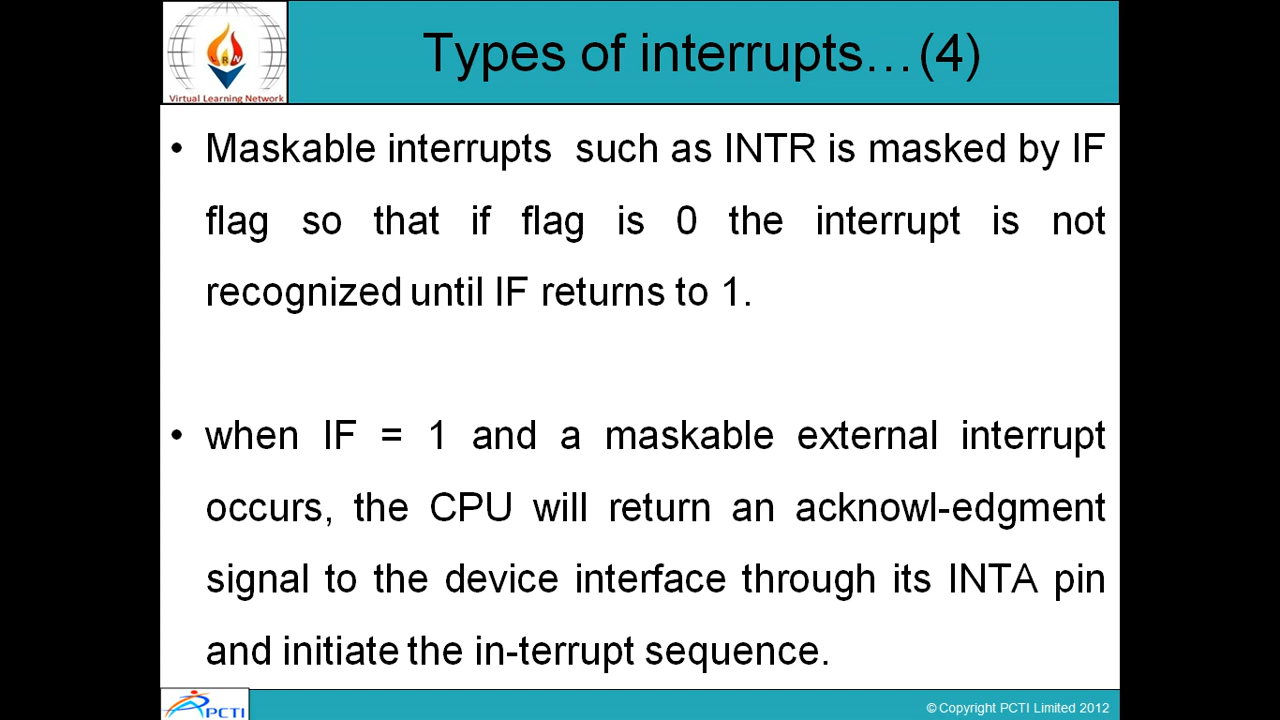 Types of interrupts…(4)
LRN
Virtual Learning Network
• Maskable interrupts such as INTR is masked by IF
flag so that if flag is 0 the interrupt is not
recognized until IF returns to 1.
• when IF = 1 and a maskable external interrupt
occurs, the CPU will return an acknowl-edgment
signal to the device interface through its INTA pin
and initiate the in-terrupt sequence.
PCTI
© Copyright PCTI Limited 2012